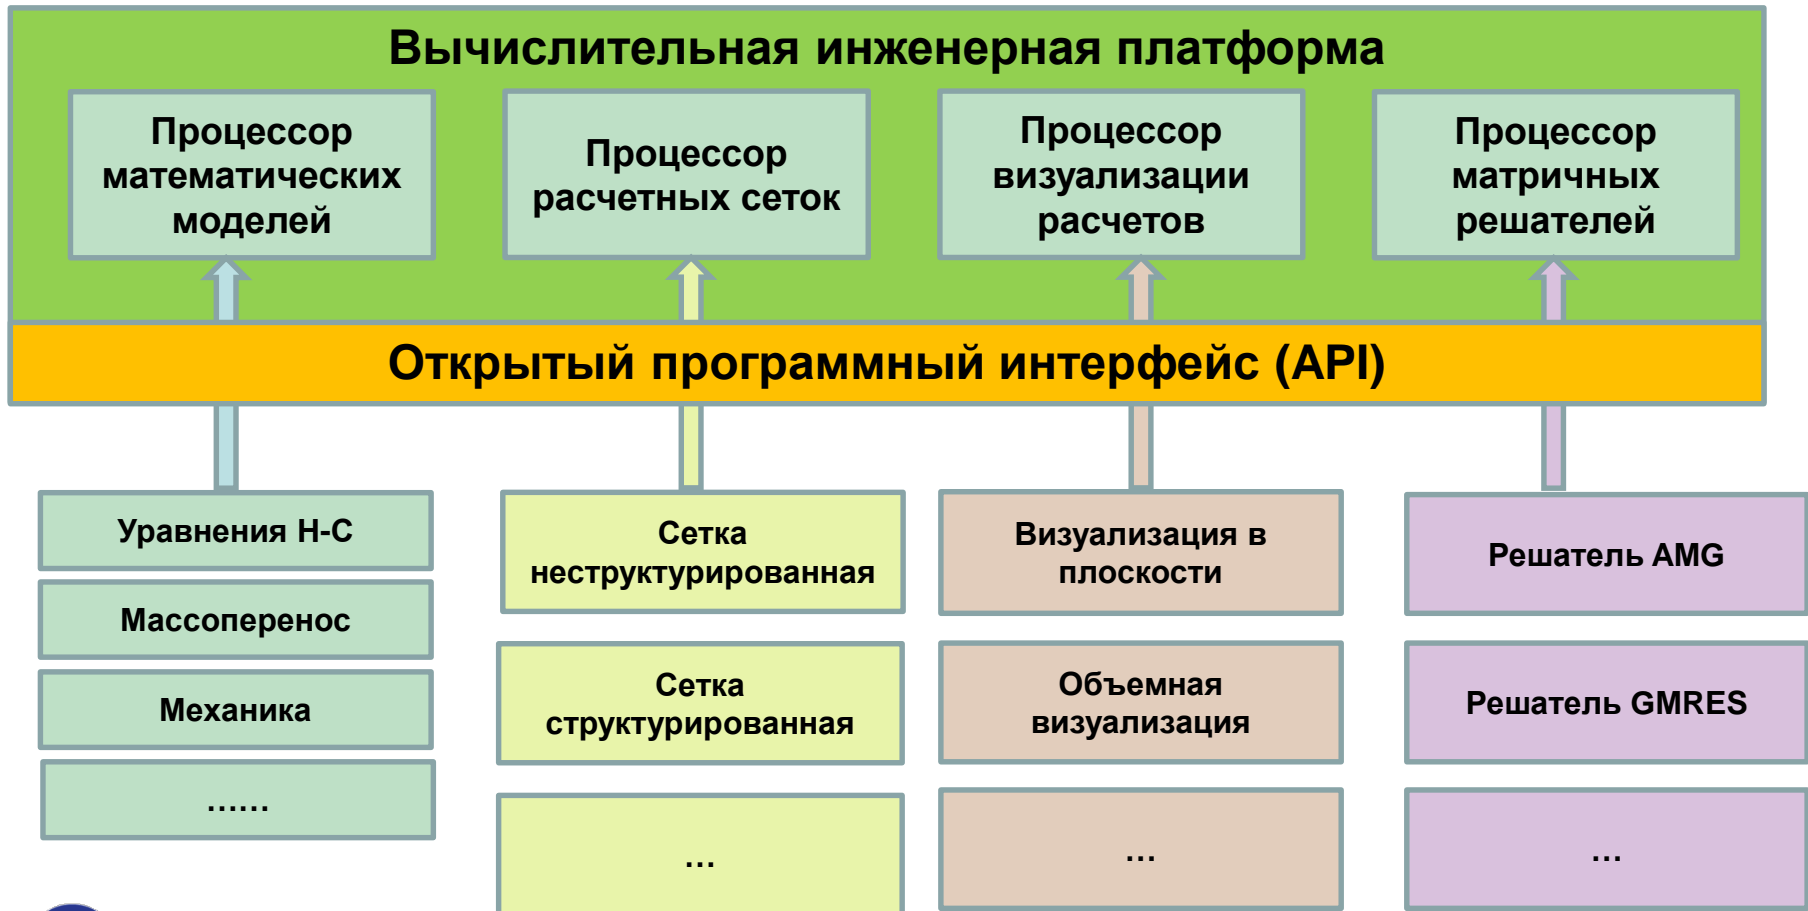 Вычислительная инженерная платформа
Процессор
математических
моделей
Процессор
расчетных сеток
Процессор
визуализации
расчетов
Процессор
матричных
решателей
Открытый программный интерфейс (API)
Уравнения Н-С
Массоперенос
Механика
……
Сетка
неструктурированная
Сетка
структурированная
…
Визуализация в
плоскости
Объемная
визуализация
…
Решатель AMG
Решатель GMRES
…